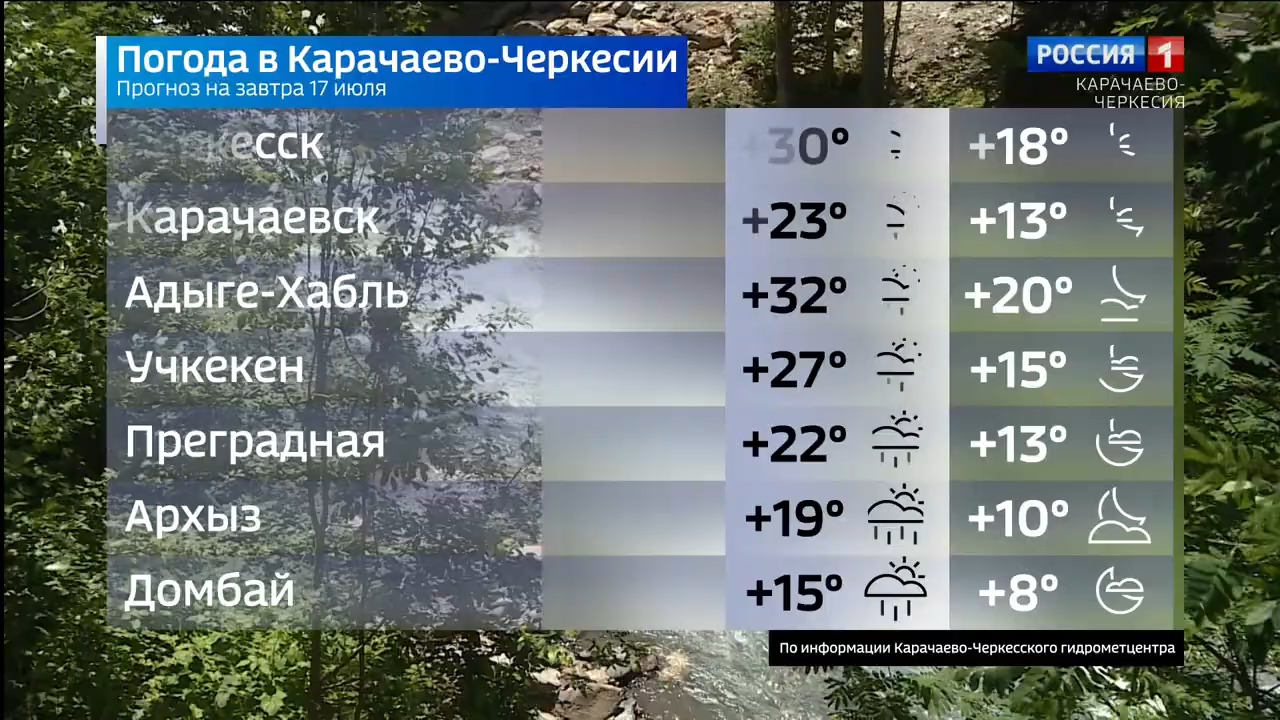 Погода в Карачаево-Черкесии
Прогноз на завтра 17 июля
РОССИЯ 1
КАРАЧАЕВО-
ЧЕРКЕСИЯ
кесск +30° +18°
Карачаевск +23° +13°
Адыге-Хабль +32° +20°
Учкекен +27° +15°
Преградная +22° +13°
Архыз +19° +10°
Домбай +15° +8°
По информации Карачаево-Черкесского гидрометцентра